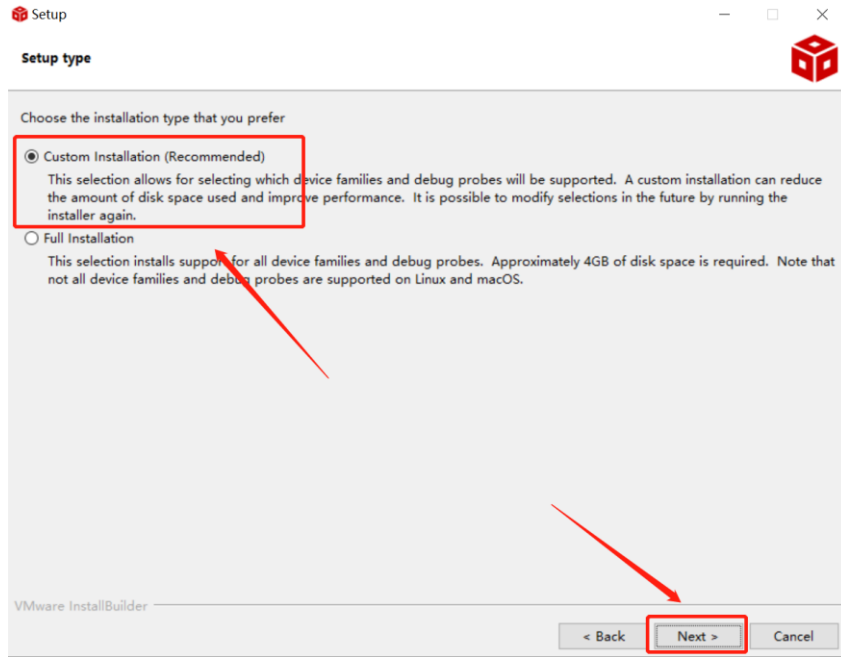 Setup
Setup type
Choose the installation type that you prefer
Custom Installation (Recommended)
This selection allows for selecting which device families and debug probes will be supported. A custom installation can reduce
the amount of disk space used and improve performance. It is possible to modify selections in the future by running the
installer again.
Full Installation
This selection installs support for all device families and debug probes. Approximately 4GB of disk space is required. Note that
not all device families and debug probes are supported on Linux and macOS.
VMware InstallBuilder
< Back
Next >
Cancel